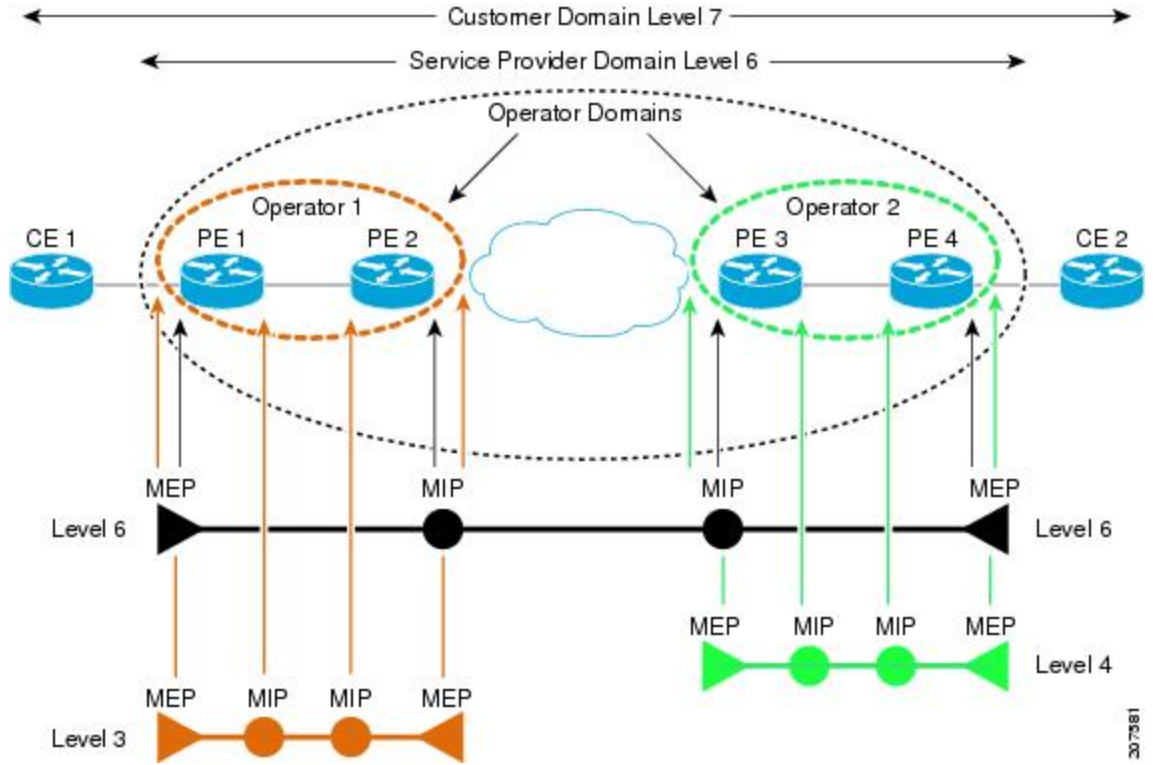 Customer Domain Level 7
Service Provider Domain Level 6
Operator Domains
Operator 1
Operator 2
CE 1
PE 1
PE 2
PE 3
PE 4
CE 2
MEP
MIP
MIP
MEP
Level 6
Level 6
MEP
MIP
MIP
MEP
Level 4
MEP
MIP
MIP
MEP
Level 3
207581